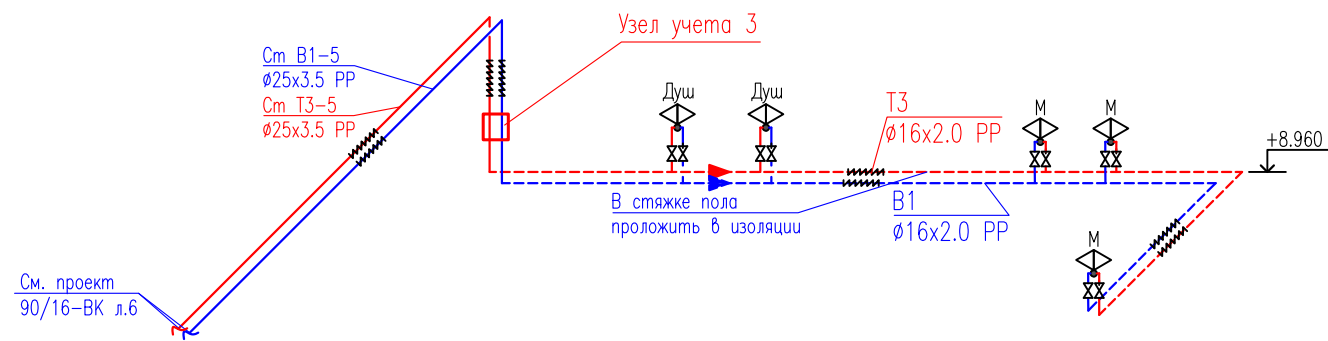 Узел учета 3
Ст В1-5
ø25x3.5 PP
Ст Т3-5
ø25x3.5 PP
Душ
Душ
Т3
ø16x2.0 PP
М
М
+8.960
В стяжке пола
проложить в изоляции
В1
ø16x2.0 PP
М
См. проект
90/16-ВК л.6